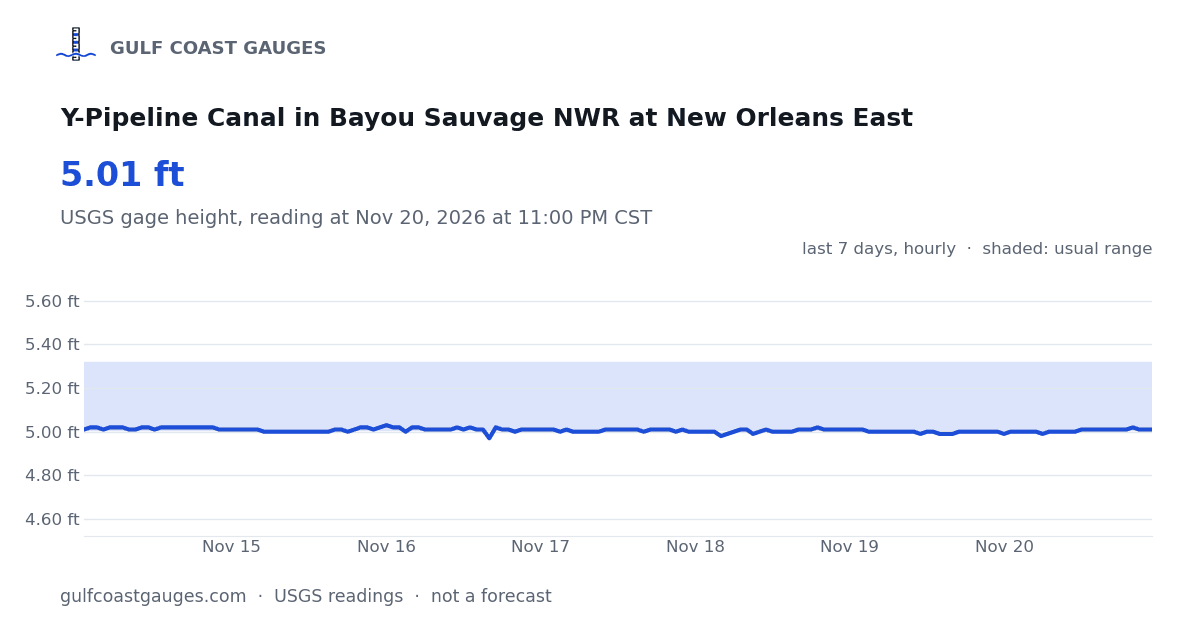 GULF COAST GAUGES
Y-Pipeline Canal in Bayou Sauvage NWR at New Orleans East
5.01 ft
USGS gage height, reading at Nov 20, 2026 at 11:00 PM CST
last 7 days, hourly · shaded: usual range
5.60 ft
5.40 ft
5.20 ft
5.00 ft
4.80 ft
4.60 ft
Nov 15 Nov 16 Nov 17 Nov 18 Nov 19 Nov 20
gulfcoastgauges.com · USGS readings · not a forecast